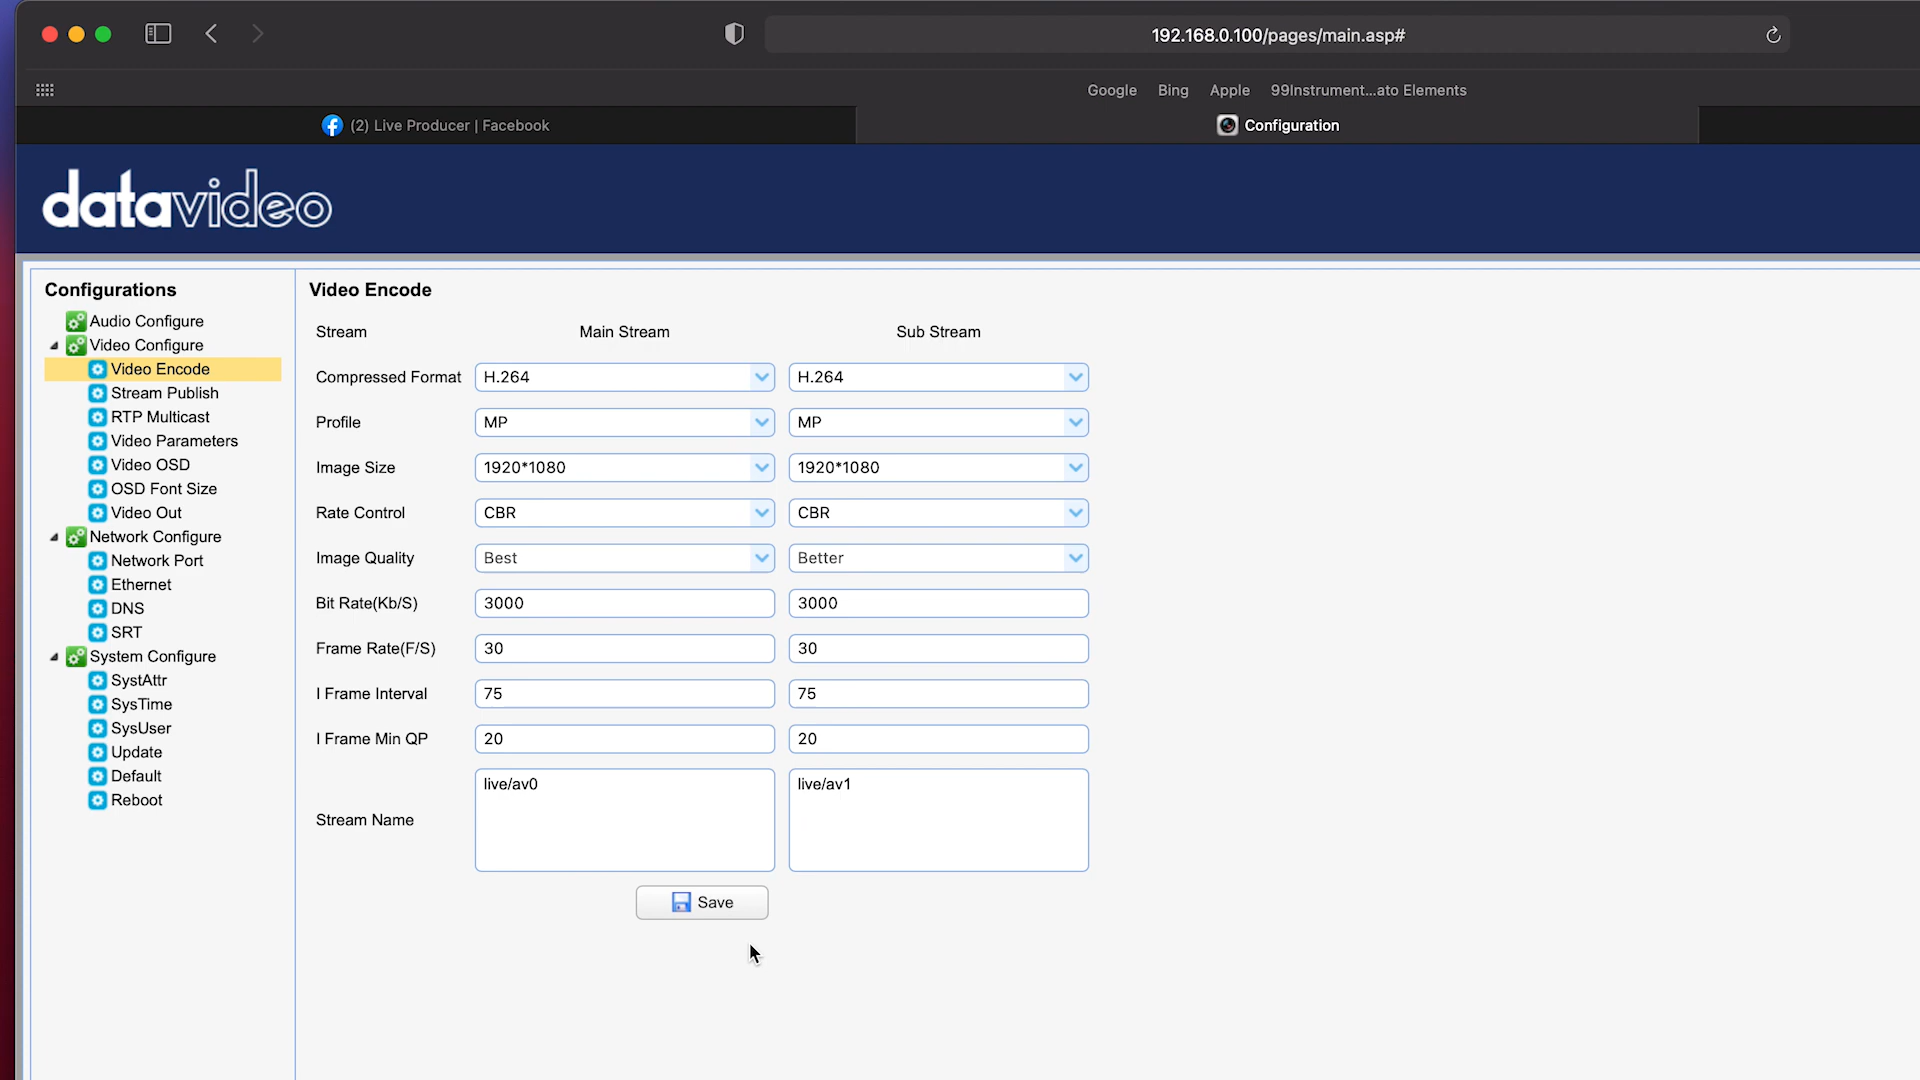 192.168.0.100/pages/main.asp#
Google Bing Apple 99Instrument...ato Elements
(2) Live Producer | Facebook
Configuration
datavideo
Configurations
Audio Configure
Video Configure
Video Encode
Stream Publish
RTP Multicast
Video Parameters
Video OSD
OSD Font Size
Video Out
Network Configure
Network Port
Ethernet
DNS
SRT
System Configure
SystAttr
SysTime
SysUser
Update
Default
Reboot
Video Encode
Stream Main Stream Sub Stream
Compressed Format H.264 H.264
Profile MP MP
Image Size 1920*1080 1920*1080
Rate Control CBR CBR
Image Quality Best Better
Bit Rate(Kb/S) 3000 3000
Frame Rate(F/S) 30 30
I Frame Interval 75 75
I Frame Min QP 20 20
Stream Name live/av0 live/av1
Save